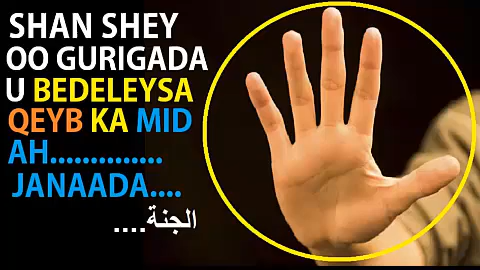 SHAN SHEY
OO GURIGADA
U BEDELEYSA
QEYB KA MID
AH..............
JANAADA....
الجنة....